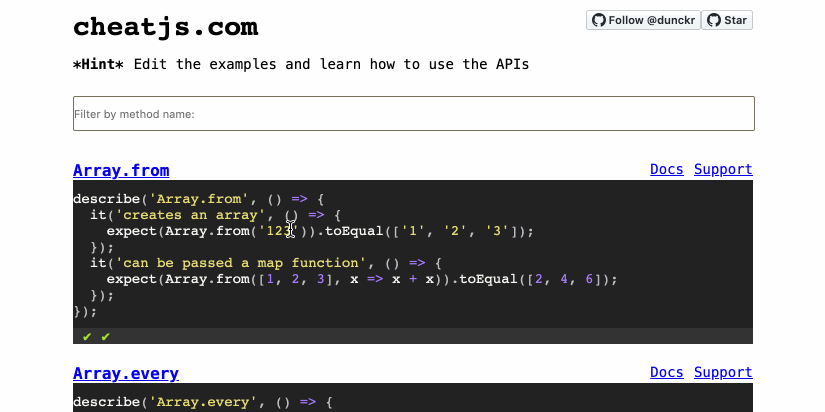 cheatjs.com
Follow @dunckr
Star
*Hint* Edit the examples and learn how to use the APIs
Filter by method name:
Array.from
Docs Support
describe('Array.from', () => {
  it('creates an array', () => {
    expect(Array.from('123')).toEqual(['1', '2', '3']);
  });
  it('can be passed a map function', () => {
    expect(Array.from([1, 2, 3], x => x + x)).toEqual([2, 4, 6]);
  });
});
✔ ✔
Array.every
Docs Support
describe('Array.every', () => {